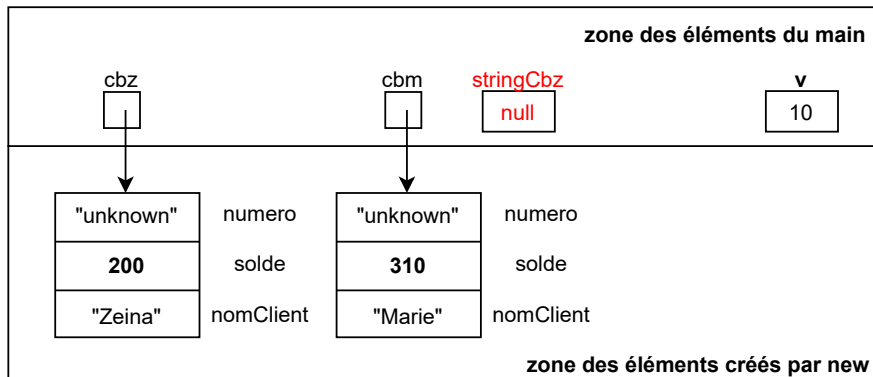 zone des éléments du main
cbz cbm stringCbz v
null 10
"unknown" numero "unknown" numero
200 solde 310 solde
"Zeina" nomClient "Marie" nomClient
zone des éléments créés par new